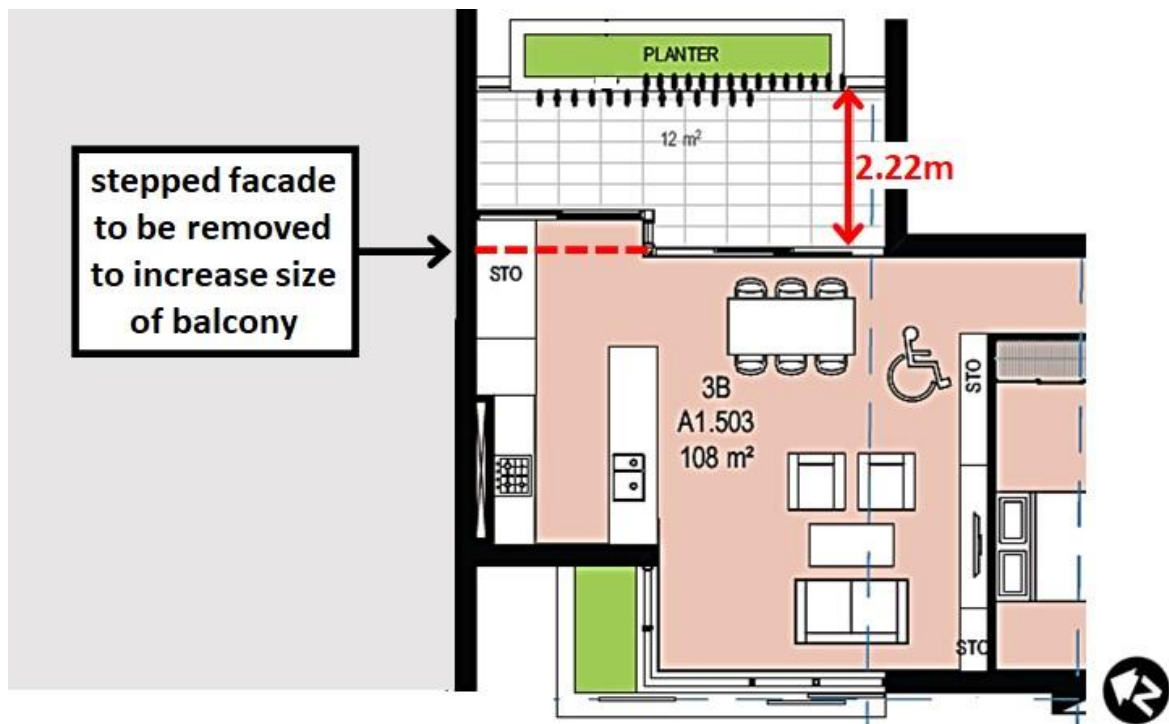 PLANTER
12 m²
2.22m
stepped facade
to be removed
to increase size
of balcony
STO
3B
A1.503
108 m²
STO
STO
N